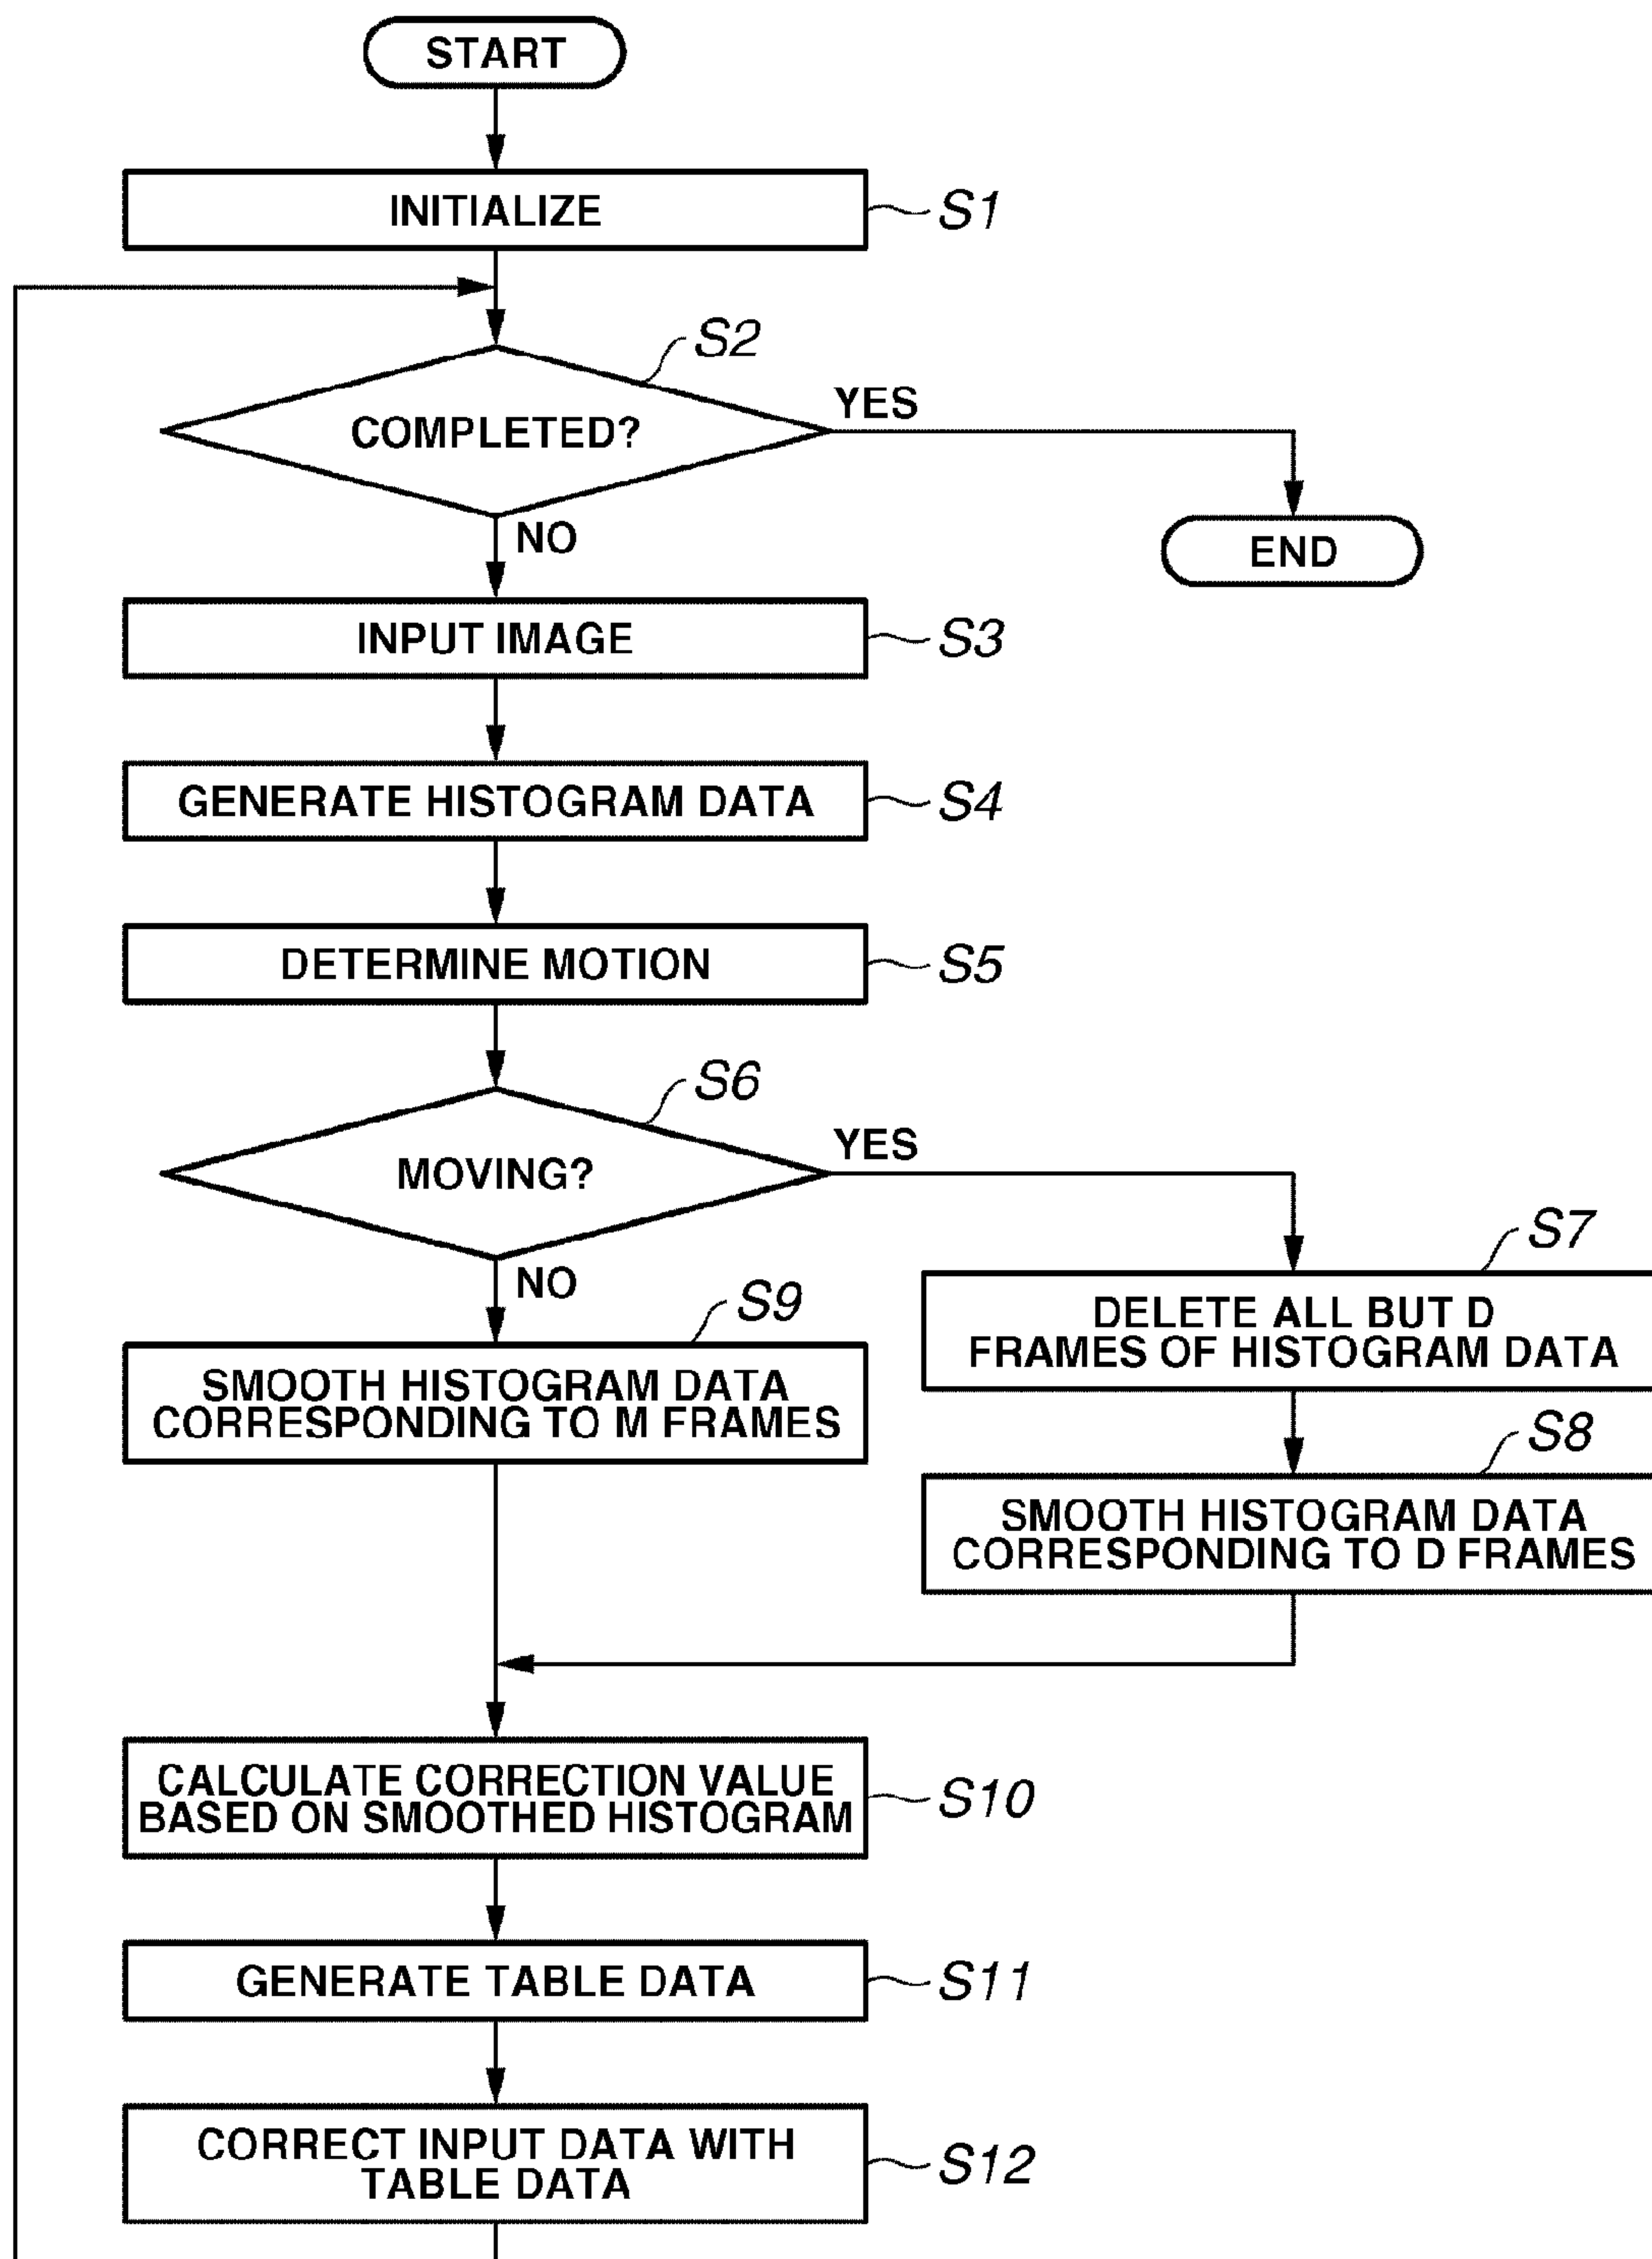 START
INITIALIZE
S1
S2
COMPLETED?
YES
NO
END
INPUT IMAGE
S3
GENERATE HISTOGRAM DATA
S4
DETERMINE MOTION
S5
S6
MOVING?
YES
NO
S7
DELETE ALL BUT D
FRAMES OF HISTOGRAM DATA
S9
SMOOTH HISTOGRAM DATA
CORRESPONDING TO M FRAMES
S8
SMOOTH HISTOGRAM DATA
CORRESPONDING TO D FRAMES
CALCULATE CORRECTION VALUE
BASED ON SMOOTHED HISTOGRAM
S10
GENERATE TABLE DATA
S11
CORRECT INPUT DATA WITH
TABLE DATA
S12